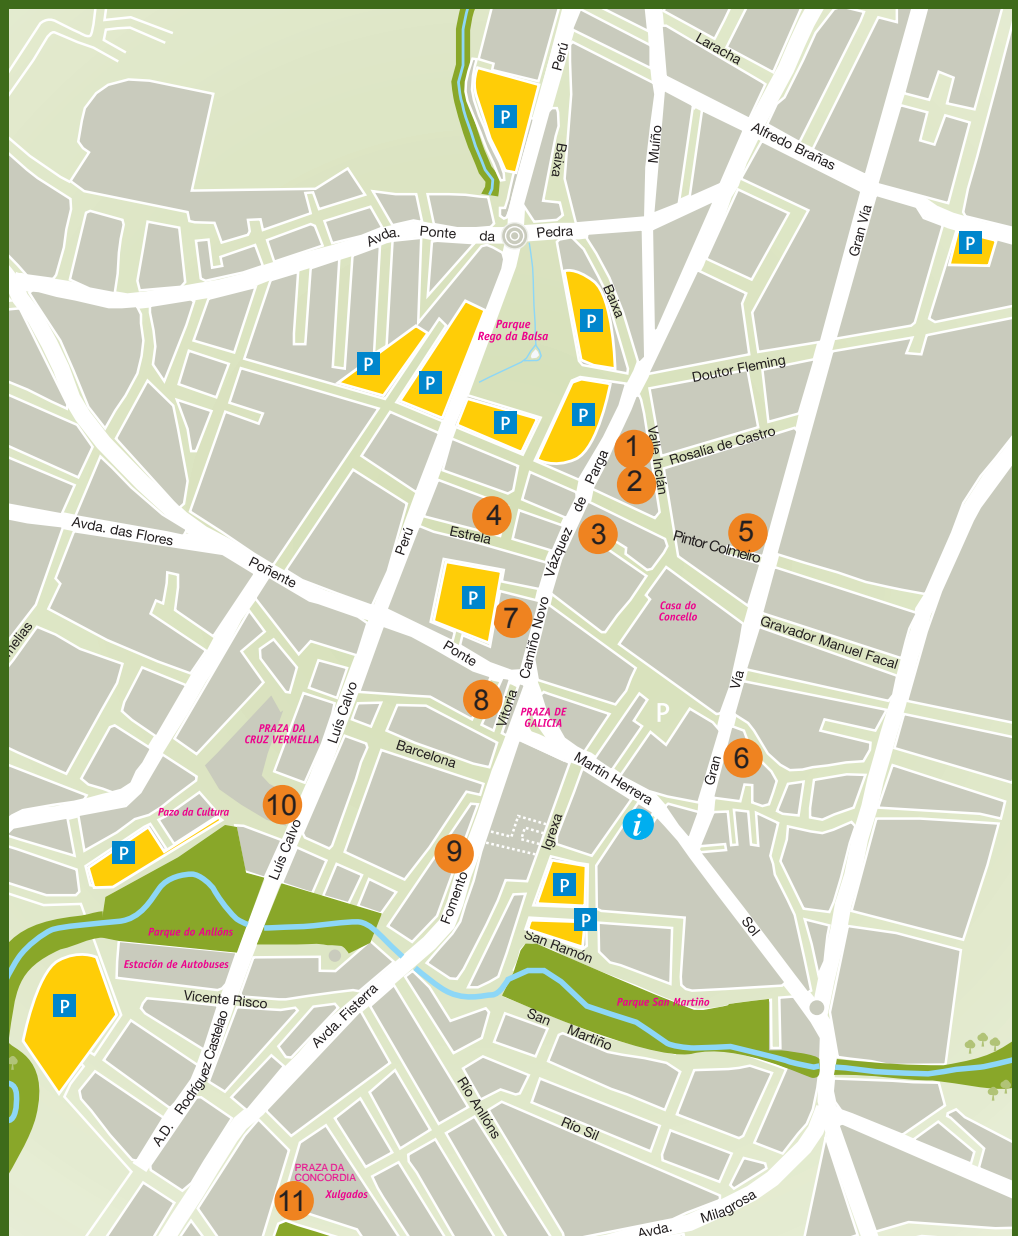 Laracha
Perú
P
Alfredo Brañas
Muíño
Baixa
Gran Vía
Avda. Ponte da Pedra
P
Baixa
P
Parque
Rego da Balsa
P
P
P
P
Doutor Fleming
Rosalía de Castro
Valle Inclán
1
2
Parga
de
Vázquez
4
3
5
Avda. das Flores
Perú
Estrela
Pintor Colmeiro
Poñente
P
7
Casa do
Concello
Camiño Novo
Gravador Manuel Facal
melias
Ponte
Vía
8
Vitoria
PRAZA DE
GALICIA
P
Luís Calvo
PRAZA DA
CRUZ VERMELLA
Barcelona
Martín Herrera
Gran
6
10
Pazo da Cultura
i
Igrexa
P
Luís Calvo
9
P
Fomento
P
Sol
Parque do Anllóns
San Ramón
Estación de Autobuses
P
Vicente Risco
Parque San Martiño
Avda. Fisterra
San Martiño
A.D. Rodríguez Castelao
Río Anllóns
Río Sil
PRAZA DA
CONCORDIA
Xulgados
11
Avda. Milagrosa